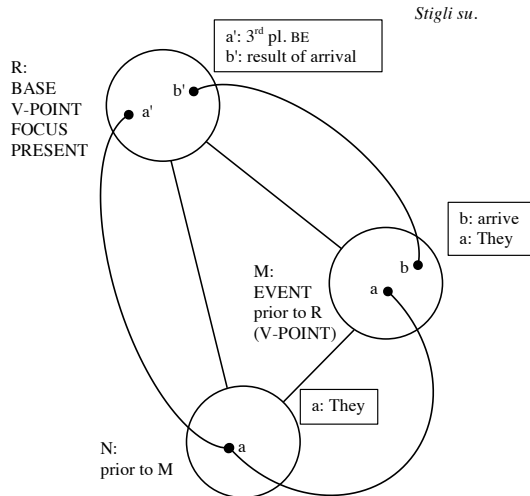 Stigli su.
a': 3rd pl. BE
b': result of arrival
R:
BASE
V-POINT
FOCUS
PRESENT
b'
a'
b: arrive
a: They
M:
EVENT
prior to R
(V-POINT)
b
a
a: They
N:
prior to M
a